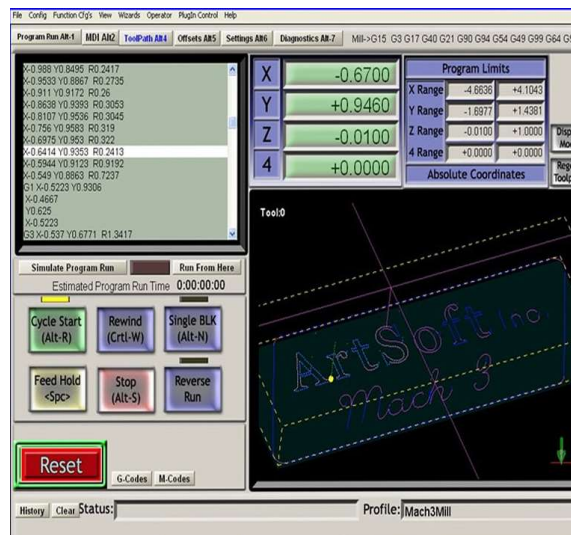 File Config Function Cfg's View Wizards Operator PlugIn Control Help
Program Run Alt-1 MDI Alt2 ToolPath Alt4 Offsets Alt5 Settings Alt6 Diagnostics Alt-7 Mill->G15 G3 G17 G40 G21 G90 G94 G54 G49 G99 G64
X-0.988 Y0.8495 R0.2417
X-0.9533 Y0.8867 R0.2735
X-0.911 Y0.9172 R0.26
X-0.8638 Y0.9393 R0.3053
X-0.8107 Y0.9536 R0.3045
X-0.756 Y0.9583 R0.319
X-0.6975 Y0.953 R0.322
X-0.6414 Y0.9353 R0.2413
X-0.5944 Y0.9123 R0.9192
X-0.549 Y0.8863 R0.7237
G1 X-0.5223 Y0.9306
X-0.4667
Y0.625
X-0.5223
G3 X-0.537 Y0.6771 R1.3417
X -0.6700
Y +0.9460
Z -0.0100
4 +0.0000
Program Limits
X Range -4.6636 +4.1043
Y Range -1.6977 +1.4381
Z Range -0.0100 +1.0000
4 Range +0.0000 +0.0000
Absolute Coordinates
Tool:0
ArtSoft Inc.
Mach 3
Simulate Program Run Run From Here
Estimated Program Run Time 0:00:00:00
Cycle Start (Alt-R)
Rewind (Crtl-W)
Single BLK (Alt-N)
Feed Hold <Spc>
Stop (Alt-S)
Reverse Run
Reset
G-Codes M-Codes
History Clear Status:
Profile: Mach3Mill